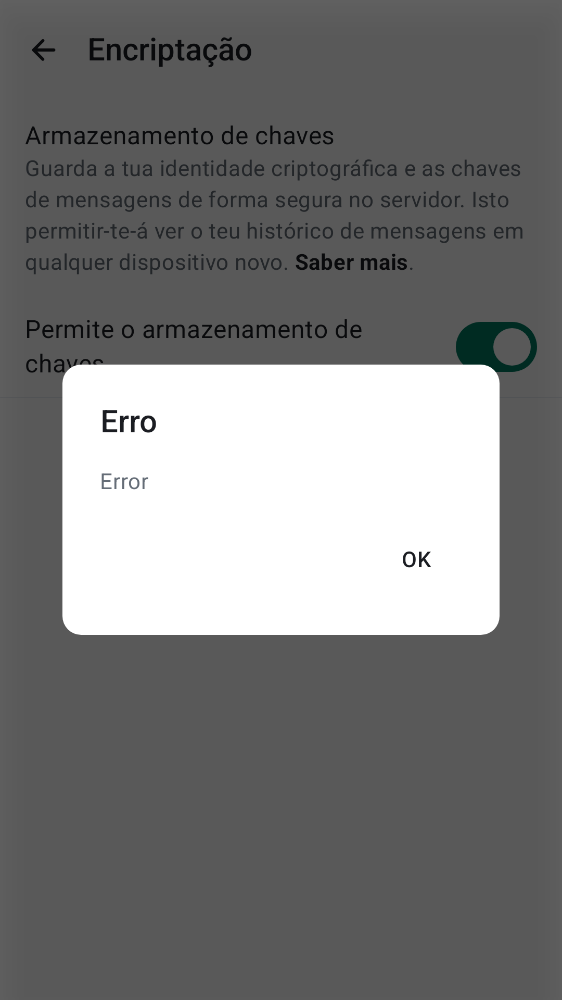 Encriptação
Armazenamento de chaves
Guarda a tua identidade criptográfica e as chaves
de mensagens de forma segura no servidor. Isto
permitir-te-á ver o teu histórico de mensagens em
qualquer dispositivo novo. Saber mais.
Permite o armazenamento de
chaves
Erro
Error
OK